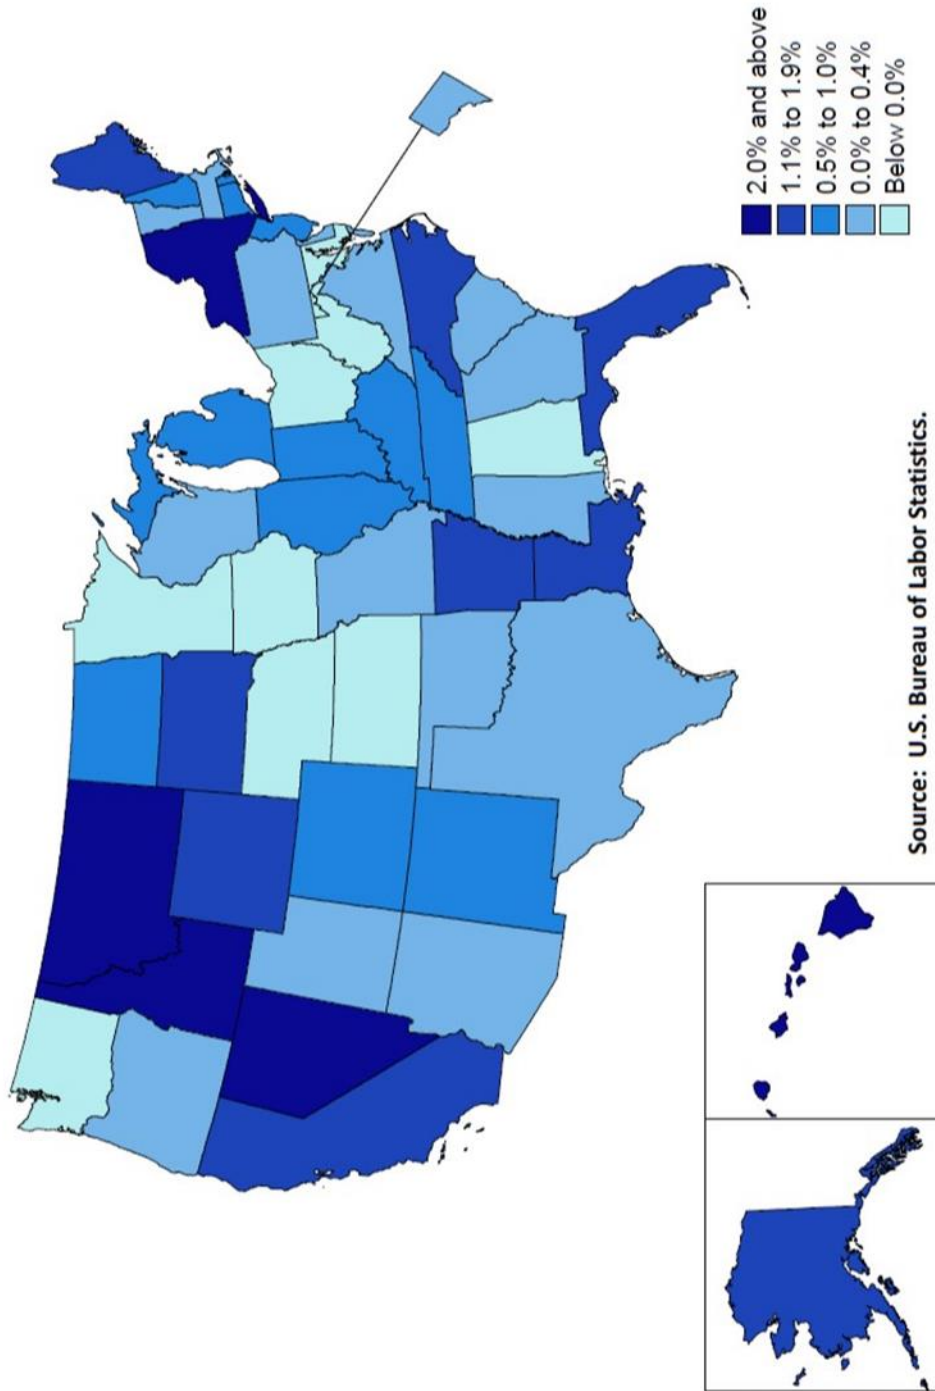 2.0% and above
1.1% to 1.9%
0.5% to 1.0%
0.0% to 0.4%
Below 0.0%
Source: U.S. Bureau of Labor Statistics.